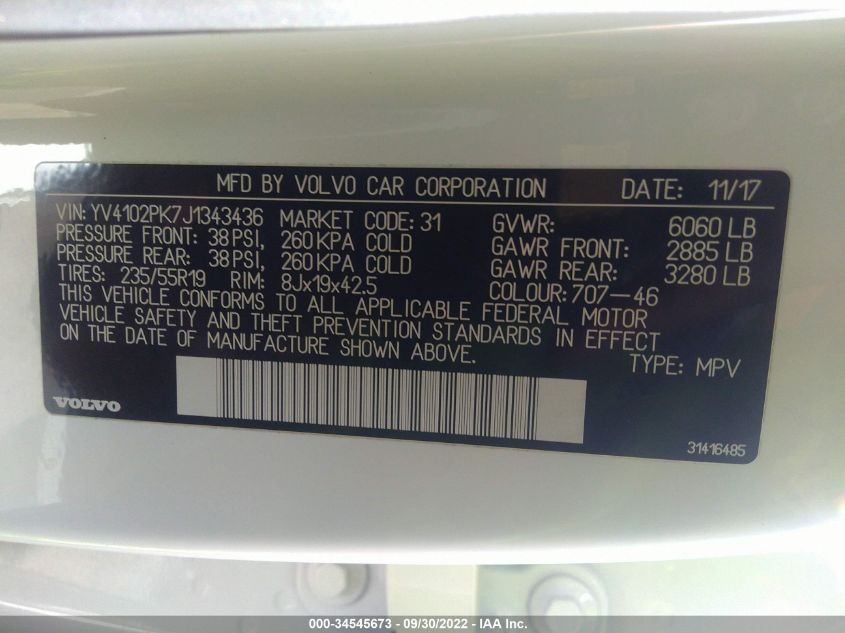 MFD BY VOLVO CAR CORPORATION DATE: 11/17
VIN: YV4102PK7J1343436 MARKET CODE: 31 GVWR: 6060 LB
PRESSURE FRONT: 38 PSI, 260 KPA COLD GAWR FRONT: 2885 LB
PRESSURE REAR: 38 PSI, 260 KPA COLD GAWR REAR: 3280 LB
TIRES: 235/55R19 RIM: 8Jx19x42.5 COLOUR: 707-46
THIS VEHICLE CONFORMS TO ALL APPLICABLE FEDERAL MOTOR
VEHICLE SAFETY AND THEFT PREVENTION STANDARDS IN EFFECT
ON THE DATE OF MANUFACTURE SHOWN ABOVE.
TYPE: MPV
VOLVO
31416485
000-34545673 - 09/30/2022 - IAA Inc.